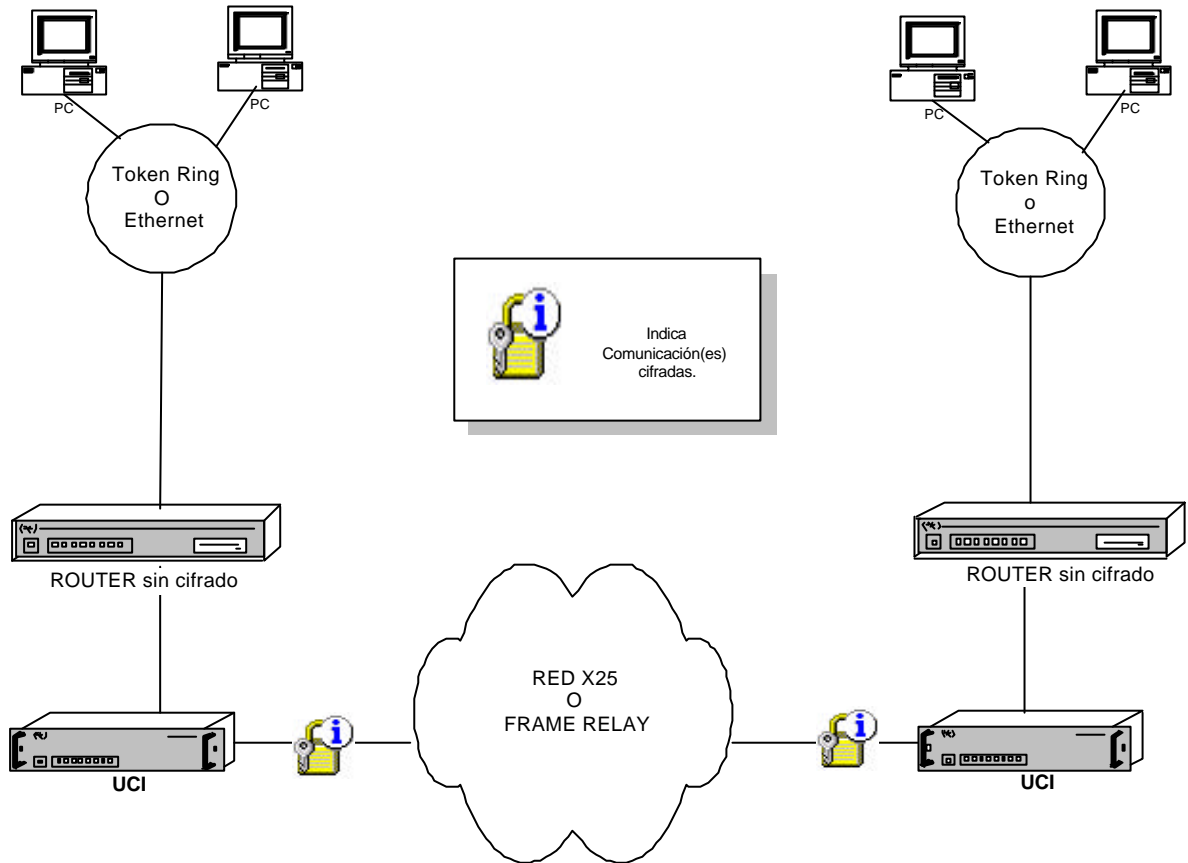 PC
PC
PC
PC
Token Ring
O
Ethernet
Token Ring
o
Ethernet
i
Indica
Comunicación(es)
cifradas.
ROUTER sin cifrado
ROUTER sin cifrado
RED X25
O
FRAME RELAY
i
i
UCI
UCI